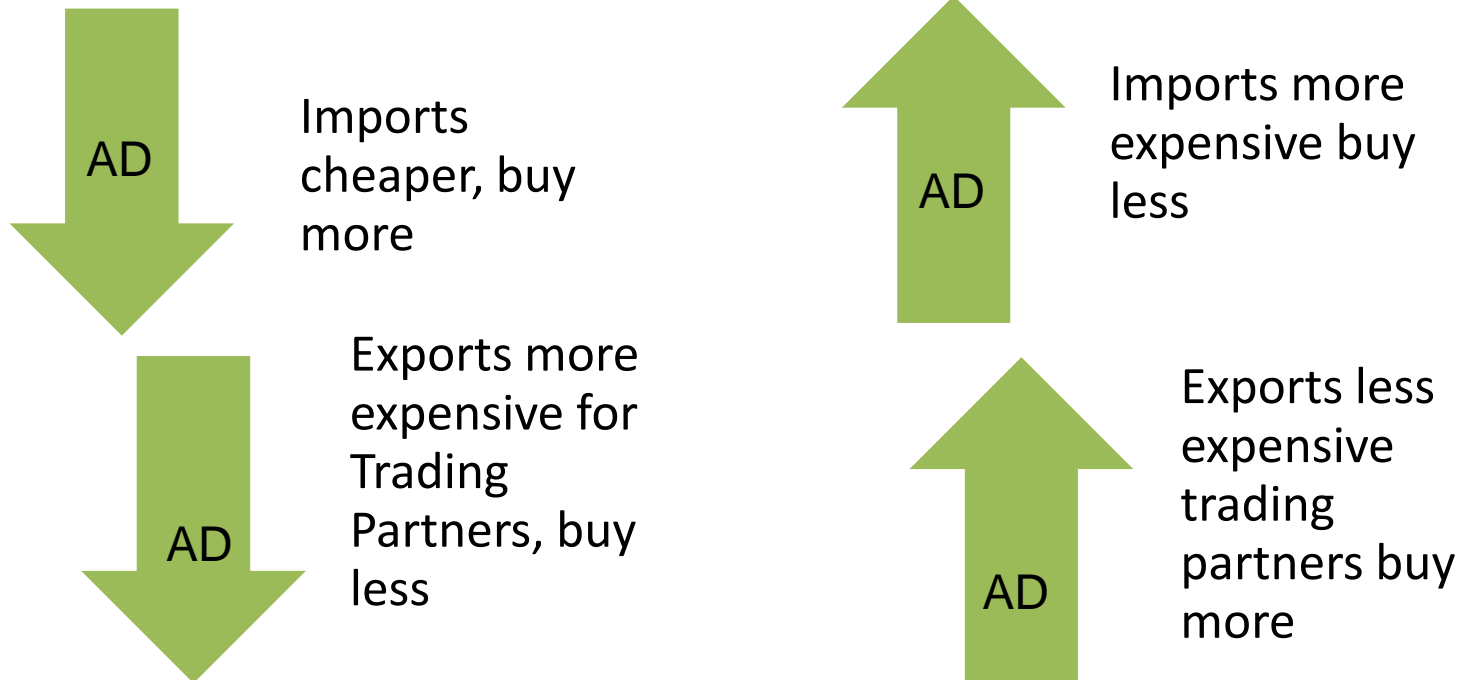 AD
Imports
cheaper, buy
more
AD
Exports more
expensive for
Trading
Partners, buy
less
AD
Imports more
expensive buy
less
AD
Exports less
expensive
trading
partners buy
more